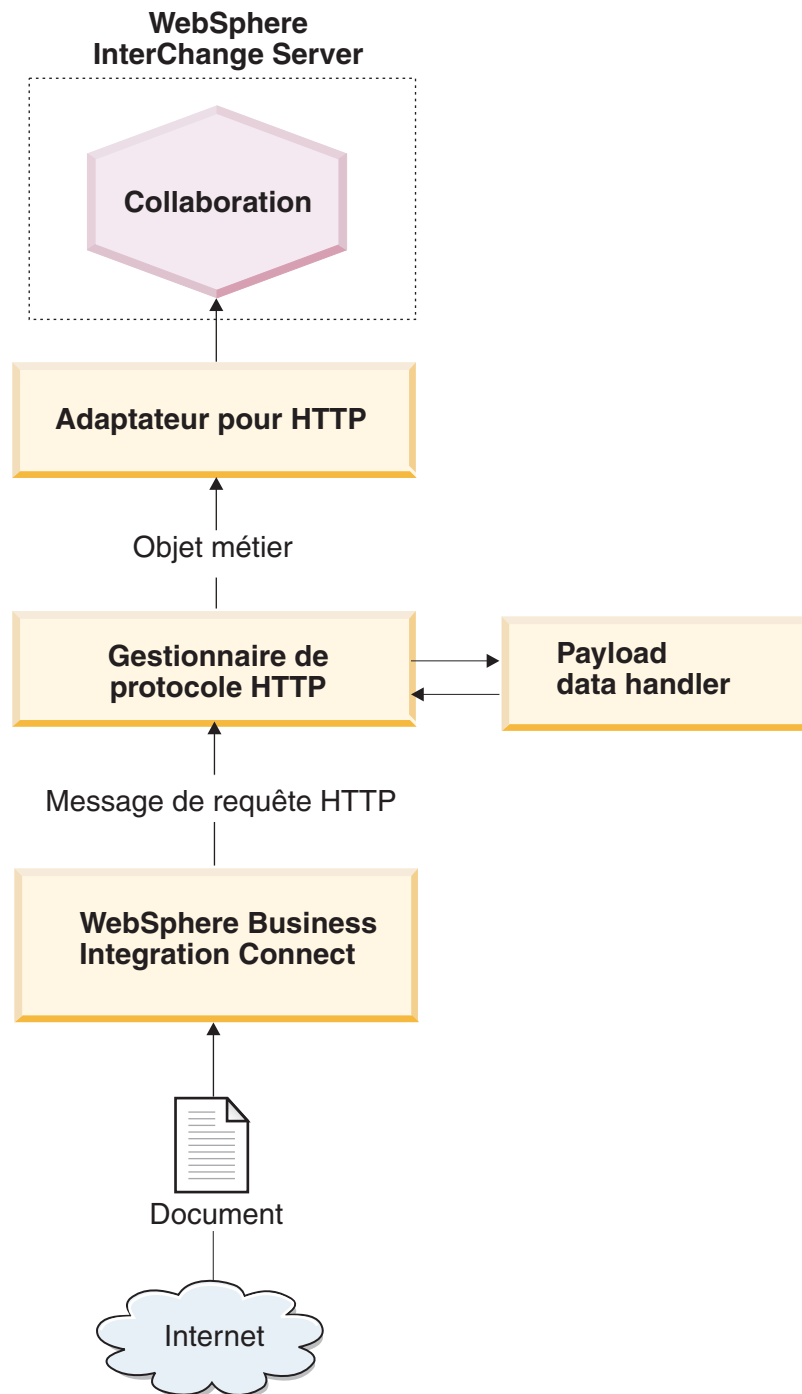 WebSphere
InterChange Server
Collaboration
Adaptateur pour HTTP
Objet métier
Gestionnaire de
protocole HTTP
Payload
data handler
Message de requête HTTP
WebSphere Business
Integration Connect
Document
Internet